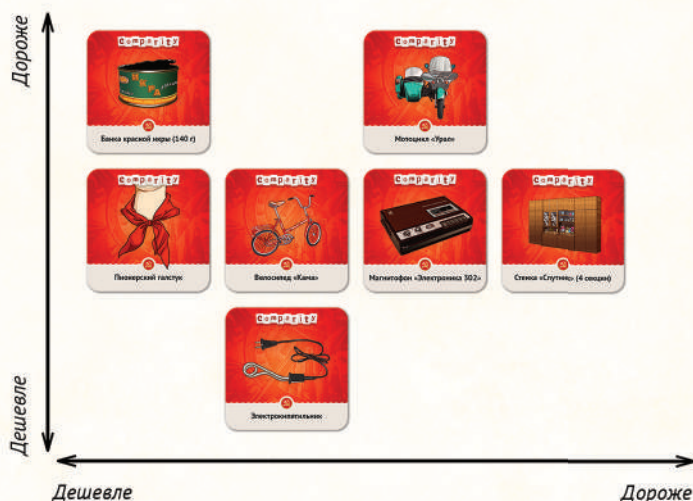 Дороже
Comparity
Банка красной икры (140 г)
Comparity
Мотоцикл «Урал»
Comparity
Пионерский галстук
Comparity
Велосипед «Кама»
Comparity
Магнитофон «Электроника 302»
Comparity
Стенка «Спутник» (4 секции)
Comparity
Электрокипятильник
Дешевле
Дешевле
Дороже